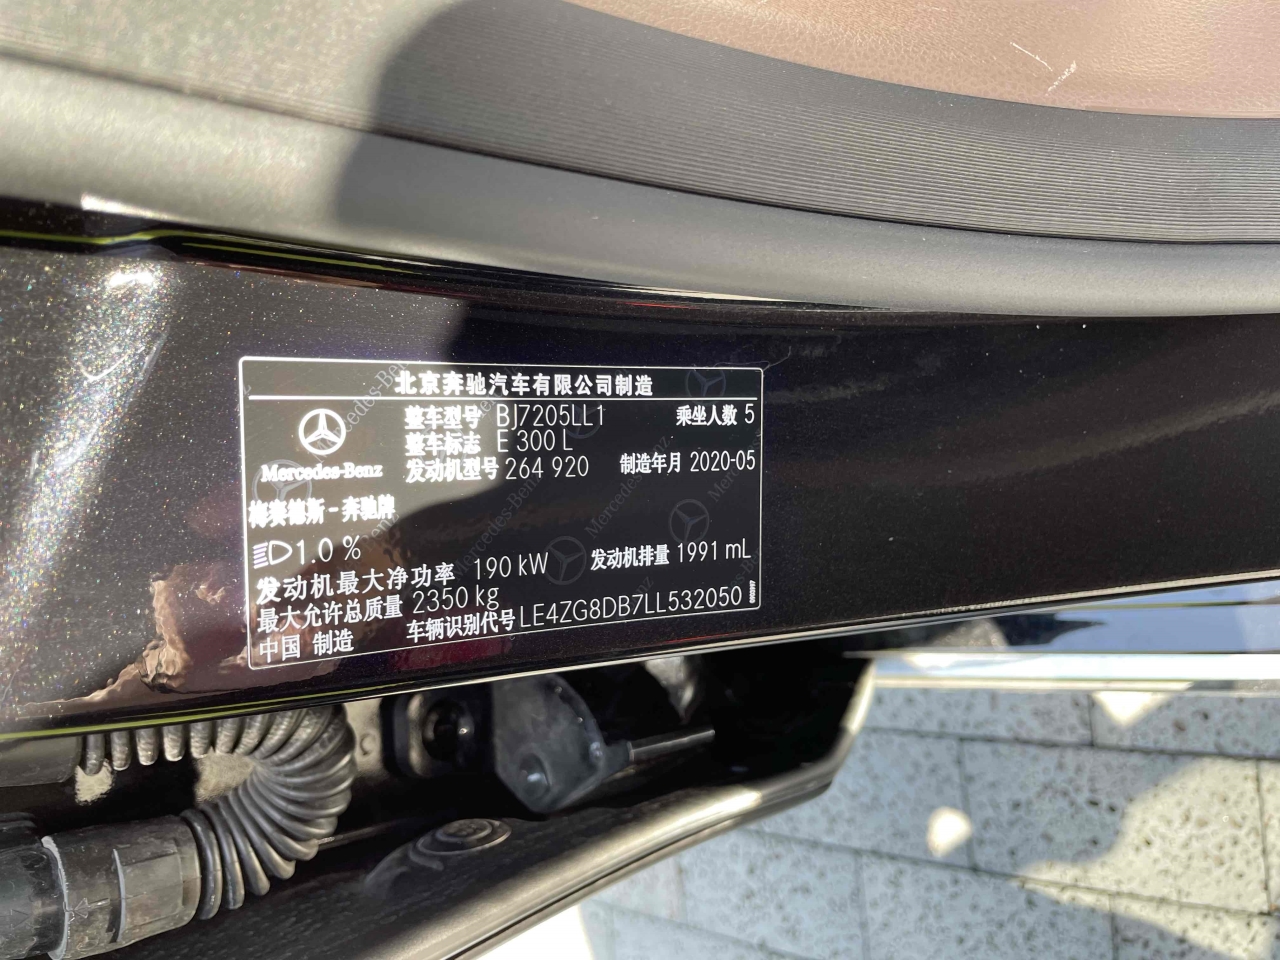 北京奔驰汽车有限公司制造
整车型号 BJ7205LL1 乘坐人数 5
整车标志 E 300 L
Mercedes-Benz 发动机型号 264 920 制造年月 2020-05
梅赛德斯-奔驰牌
1.0 %
发动机最大净功率 190 kW 发动机排量 1991 mL
最大允许总质量 2350 kg
中国 制造 车辆识别代号 LE4ZG8DB7LL532050